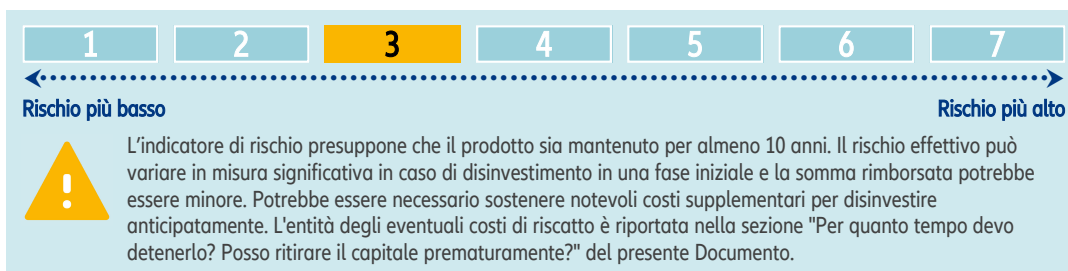 1 2 3 4 5 6 7
Rischio più basso Rischio più alto
L'indicatore di rischio presuppone che il prodotto sia mantenuto per almeno 10 anni. Il rischio effettivo può
variare in misura significativa in caso di disinvestimento in una fase iniziale e la somma rimborsata potrebbe
essere minore. Potrebbe essere necessario sostenere notevoli costi supplementari per disinvestire
anticipatamente. L'entità degli eventuali costi di riscatto è riportata nella sezione "Per quanto tempo devo
detenerlo? Posso ritirare il capitale prematuramente?" del presente Documento.